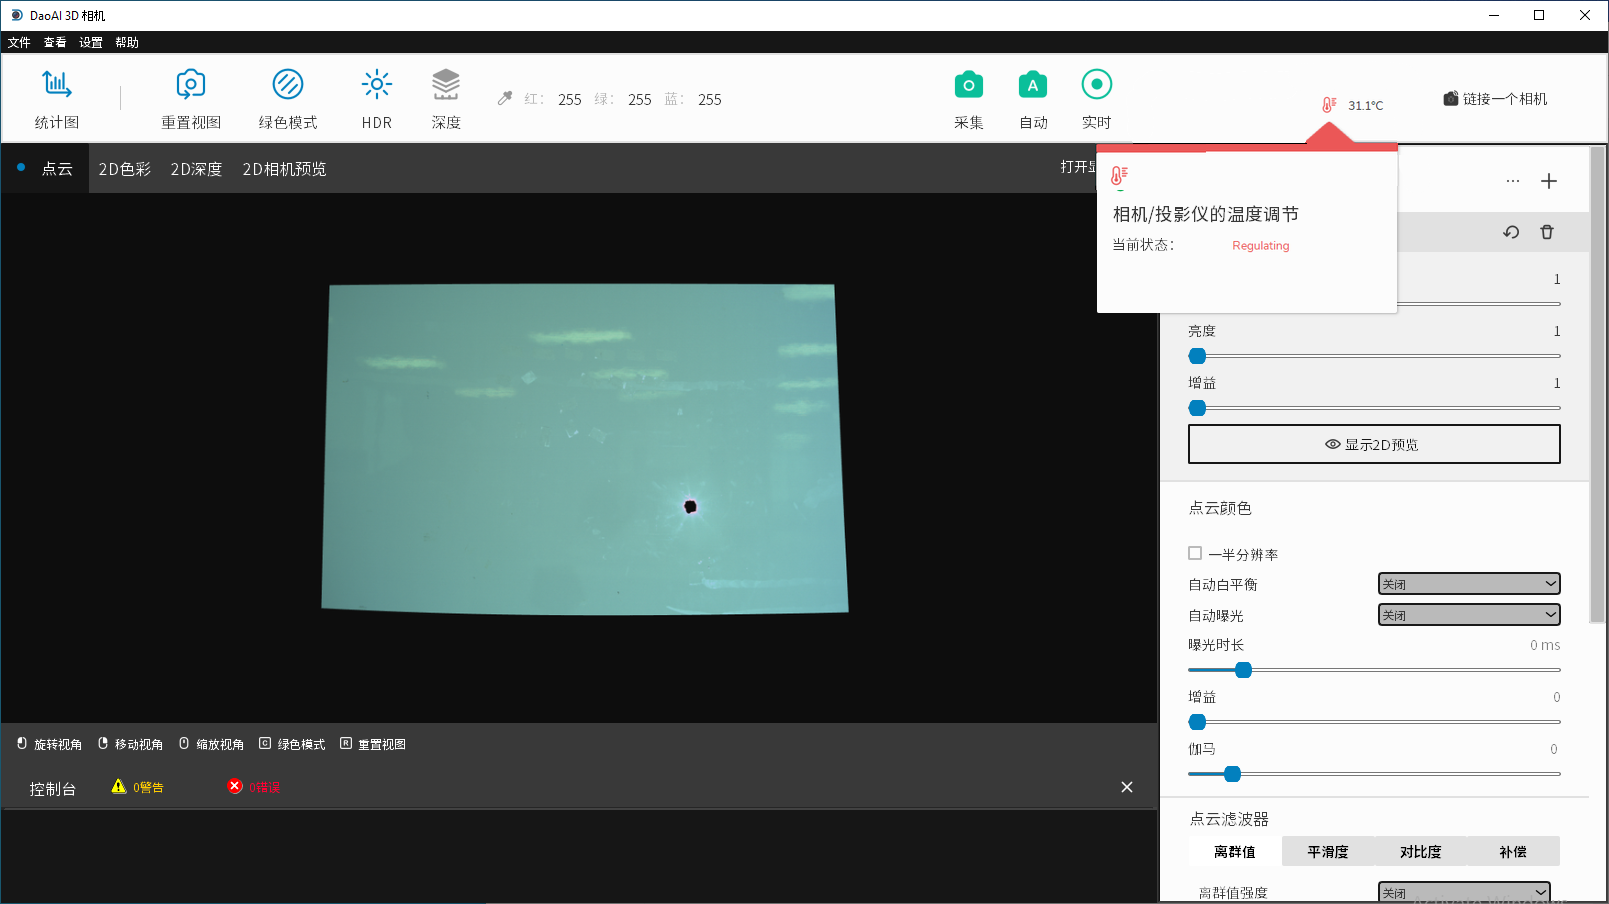 DaoAI 3D 相机
文件 查看 设置 帮助
统计图 重置视图 绿色模式 HDR 深度 红： 255 绿： 255 蓝： 255 采集 自动 实时 31.1°C 链接一个相机
点云 2D色彩 2D深度 2D相机预览 打开
相机/投影仪的温度调节
当前状态： Regulating
1
亮度 1
增益 1
显示2D预览
点云颜色
一半分辨率
自动白平衡 关闭
自动曝光 关闭
曝光时长 0 ms
增益 0
伽马 0
点云滤波器
离群值 平滑度 对比度 补偿
离群值强度 关闭
旋转视角 移动视角 缩放视角 C 绿色模式 R 重置视图
控制台 0警告 0错误